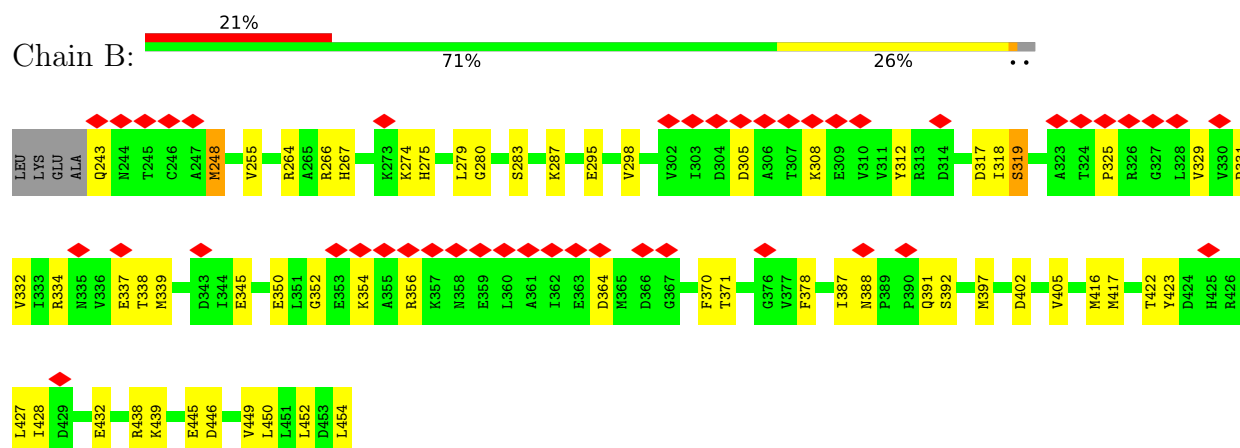 21%
Chain B:
71% 26% ••
LEU LYS GLU ALA Q243 N244 T245 C246 A247 M248 V255 R264 A265 R266 H267 K273 K274 H275 L279 G280 S283 K287 E295 V298 V302 I303 D304 D305 A306 T307 K308 E309 V310 V311 Y312 R313 D314 D317 I318 S319 A323 T324 P325 R326 G327 L328 V329 V330
V332 I333 R334 N335 V336 E337 T338 M339 D343 I344 E345 E350 L351 G352 E353 K354 A355 R356 K357 N358 E359 L360 A361 I362 E363 D364 M365 D366 G367 F370 T371 G376 V377 F378 I387 N388 P389 P390 Q391 S392 M397 D402 V405 M416 M417 T422 Y423 D424 H425 R426
L427 I428 D429 E432 R438 K439 E445 D446 V449 L450 L451 L452 D453 L454